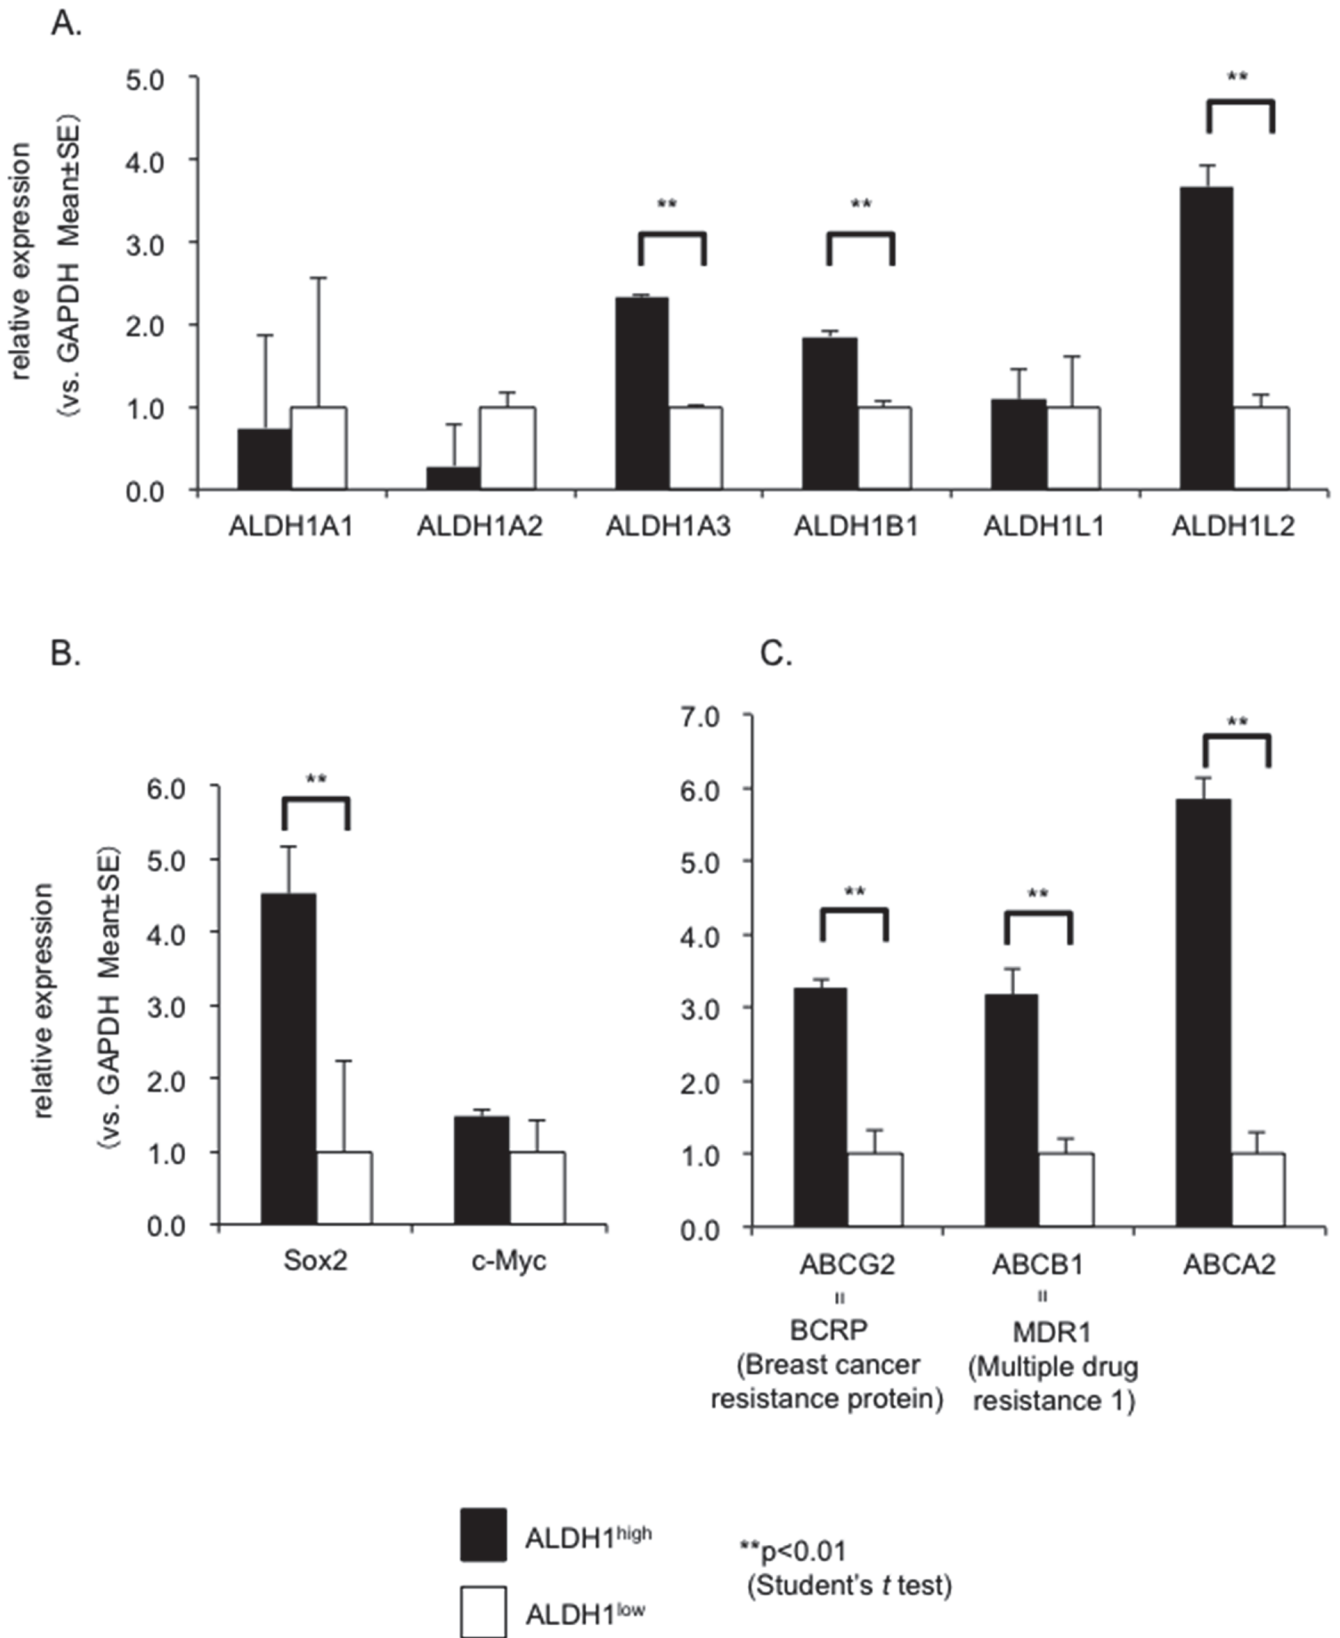 A.
relative expression
(vs. GAPDH Mean±SE)
5.0
4.0
3.0
2.0
1.0
0.0
**
**
**
ALDH1A1 ALDH1A2 ALDH1A3 ALDH1B1 ALDH1L1 ALDH1L2
B.
relative expression
(vs. GAPDH Mean±SE)
6.0
5.0
4.0
3.0
2.0
1.0
0.0
**
Sox2 c-Myc
C.
7.0
6.0
5.0
4.0
3.0
2.0
1.0
0.0
**
**
**
ABCG2 ABCB1 ABCA2
= =
BCRP MDR1
(Breast cancer (Multiple drug
resistance protein) resistance 1)
ALDH1high
ALDH1low
**p<0.01
(Student's t test)